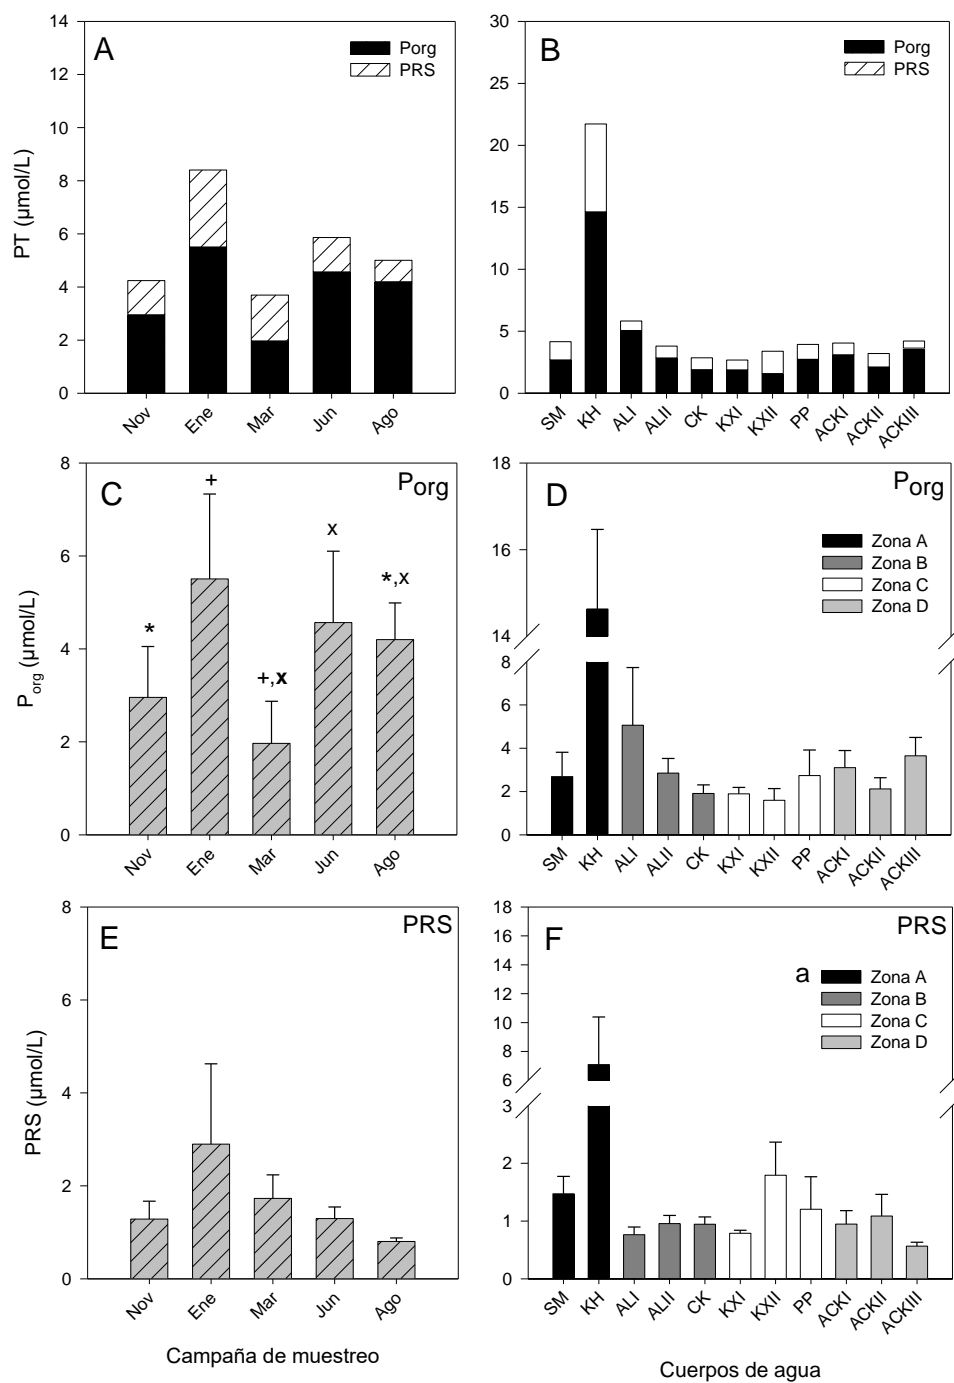 A
Porg
PRS
PT (µmol/L)
14
12
10
8
6
4
2
0
Nov
Ene
Mar
Jun
Ago
B
Porg
PRS
30
25
20
15
10
5
0
SM
KH
ALI
ALII
CK
KXI
KXII
PP
ACKI
ACKII
ACKIII
C
Porg
Porg (µmol/L)
8
6
4
2
0
*
+
+,x
x
*,x
Nov
Ene
Mar
Jun
Ago
D
Porg
Zona A
Zona B
Zona C
Zona D
18
16
14
8
6
4
2
0
SM
KH
ALI
ALII
CK
KXI
KXII
PP
ACKI
ACKII
ACKIII
E
PRS
PRS (µmol/L)
8
6
4
2
0
Nov
Ene
Mar
Jun
Ago
Campaña de muestreo
F
PRS
a
Zona A
Zona B
Zona C
Zona D
18
16
14
12
10
8
6
3
2
1
0
SM
KH
ALI
ALII
CK
KXI
KXII
PP
ACKI
ACKII
ACKIII
Cuerpos de agua